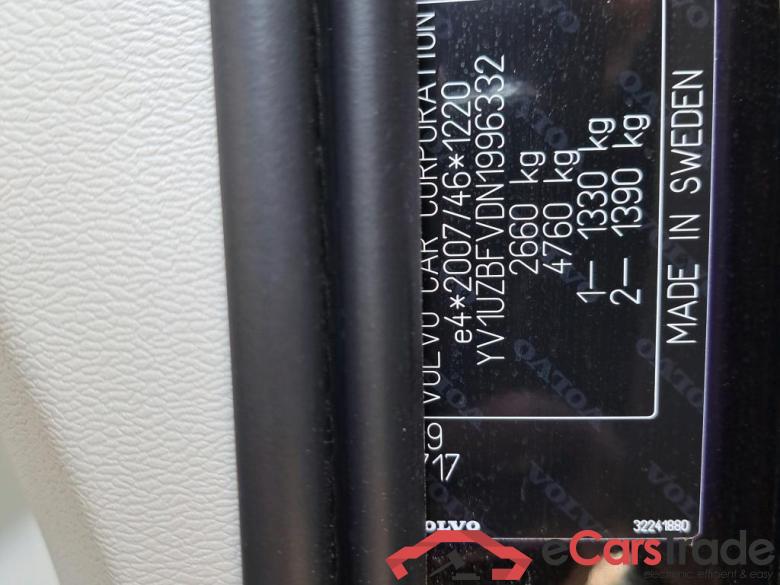 VOLVO CAR CORPORATION
e4*2007/46*1220
YV1UZBFVDN1996332
2660 kg
4760 kg
1– 1330 kg
2– 1390 kg
MADE IN SWEDEN
717
VOLVO
32241880
eCarsTrade
electronic, efficient & easy